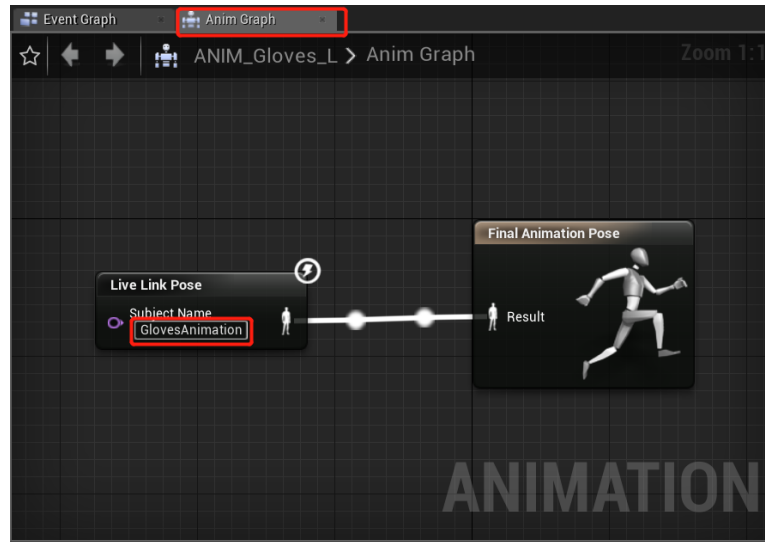 Event Graph
Anim Graph
ANIM_Gloves_L > Anim Graph
Zoom 1:1
Final Animation Pose
Live Link Pose
Subject Name
GlovesAnimation
Result
ANIMATION